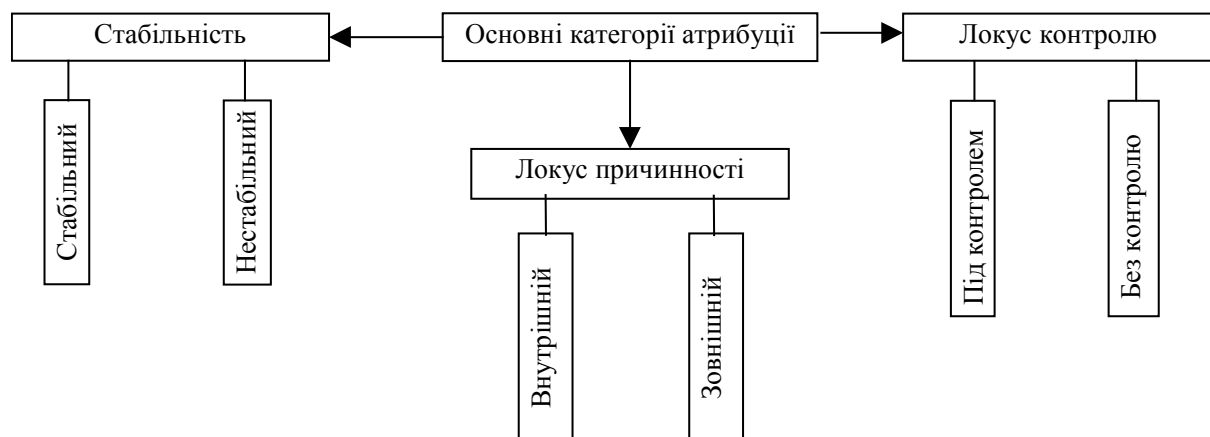 Стабільність
Основні категорії атрибуції
Локус контролю
Стабільний
Нестабільний
Локус причинності
Внутрішній
Зовнішній
Під контролем
Без контролю